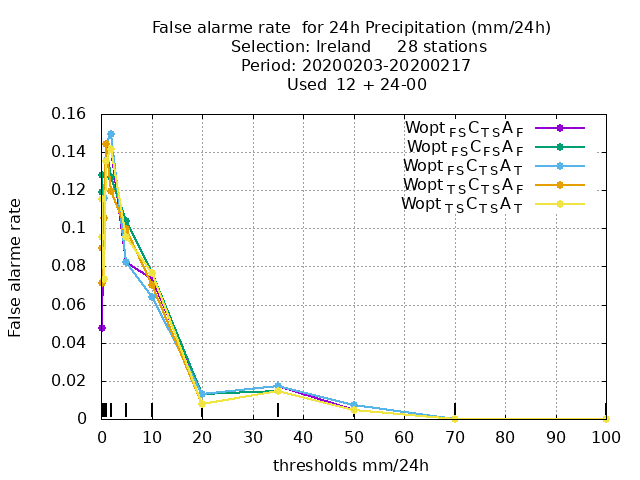 False alarme rate  for 24h Precipitation (mm/24h)
Selection: Ireland     28 stations
Period: 20200203-20200217
Used  12 + 24-00
0.16
0.14
0.12
0.1
0.08
0.06
0.04
0.02
0
False alarme rate
Wopt FS C TS A F
Wopt FS C FS A F
Wopt FS C TS A T
Wopt TS C TS A F
Wopt TS C TS A T
0 10 20 30 40 50 60 70 80 90 100
thresholds mm/24h